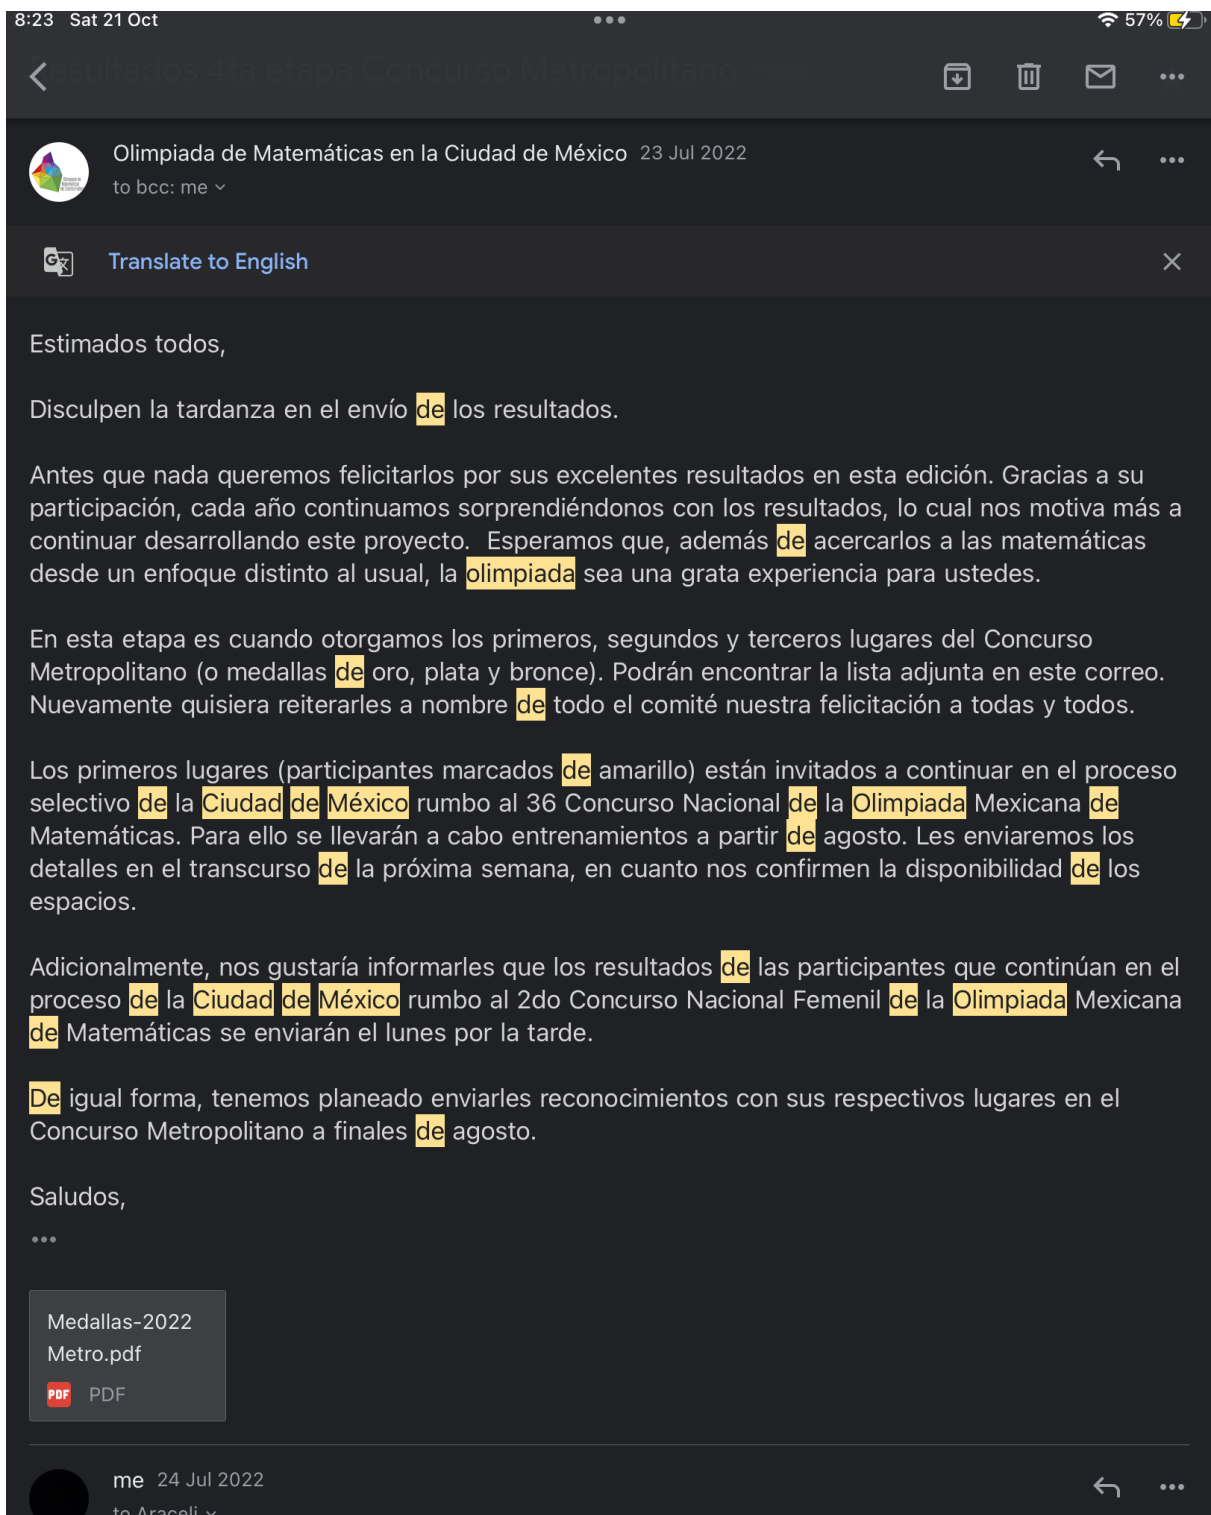 8:23 Sat 21 Oct
57%
Resultados 4ta etapa Concurso Metropolitano
Olimpiada de Matemáticas en la Ciudad de México 23 Jul 2022
to bcc: me
Translate to English
Estimados todos,
Disculpen la tardanza en el envío de los resultados.
Antes que nada queremos felicitarlos por sus excelentes resultados en esta edición. Gracias a su
participación, cada año continuamos sorprendiéndonos con los resultados, lo cual nos motiva más a
continuar desarrollando este proyecto. Esperamos que, además de acercarlos a las matemáticas
desde un enfoque distinto al usual, la olimpiada sea una grata experiencia para ustedes.
En esta etapa es cuando otorgamos los primeros, segundos y terceros lugares del Concurso
Metropolitano (o medallas de oro, plata y bronce). Podrán encontrar la lista adjunta en este correo.
Nuevamente quisiera reiterarles a nombre de todo el comité nuestra felicitación a todas y todos.
Los primeros lugares (participantes marcados de amarillo) están invitados a continuar en el proceso
selectivo de la Ciudad de México rumbo al 36 Concurso Nacional de la Olimpiada Mexicana de
Matemáticas. Para ello se llevarán a cabo entrenamientos a partir de agosto. Les enviaremos los
detalles en el transcurso de la próxima semana, en cuanto nos confirmen la disponibilidad de los
espacios.
Adicionalmente, nos gustaría informarles que los resultados de las participantes que continúan en el
proceso de la Ciudad de México rumbo al 2do Concurso Nacional Femenil de la Olimpiada Mexicana
de Matemáticas se enviarán el lunes por la tarde.
De igual forma, tenemos planeado enviarles reconocimientos con sus respectivos lugares en el
Concurso Metropolitano a finales de agosto.
Saludos,
Medallas-2022
Metro.pdf
PDF PDF
me 24 Jul 2022
to Araceli